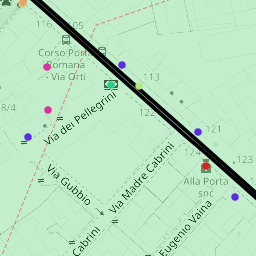 116
105
Corso Porta
Romana
- Via Orti
113
8/4
Via dei Pellegrini
122
121
Via Madre Cabrini
123
Via Gubbio
Alla Porta
snc
Cabrini
Eugenio Vaina